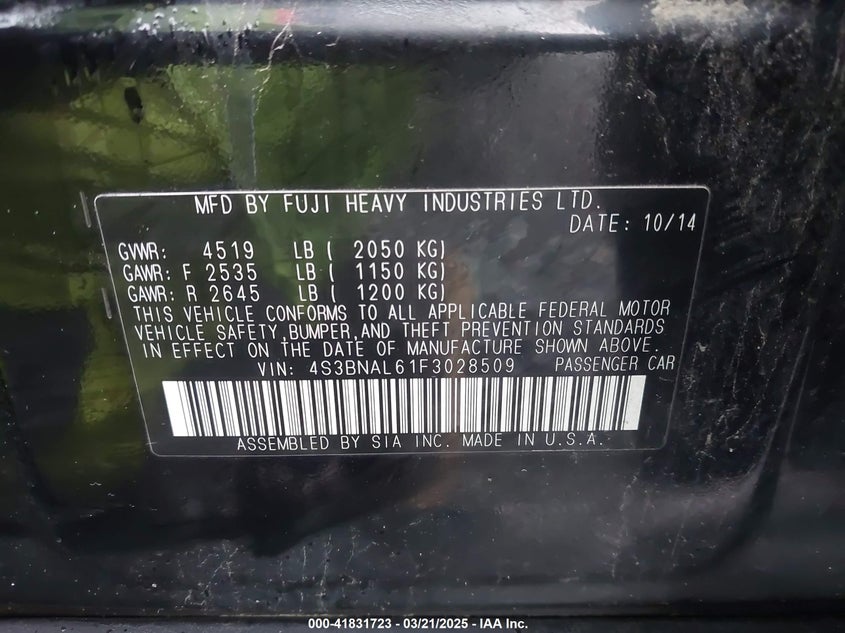 MFD BY FUJI HEAVY INDUSTRIES LTD.
DATE: 10/14
GVWR: 4519 LB ( 2050 KG)
GAWR: F 2535 LB ( 1150 KG)
GAWR: R 2645 LB ( 1200 KG)
THIS VEHICLE CONFORMS TO ALL APPLICABLE FEDERAL MOTOR
VEHICLE SAFETY,BUMPER,AND THEFT PREVENTION STANDARDS
IN EFFECT ON THE DATE OF MANUFACTURE SHOWN ABOVE.
VIN: 4S3BNAL61F3028509 PASSENGER CAR
ASSEMBLED BY SIA INC. MADE IN U.S.A.
000-41831723 - 03/21/2025 - IAA Inc.